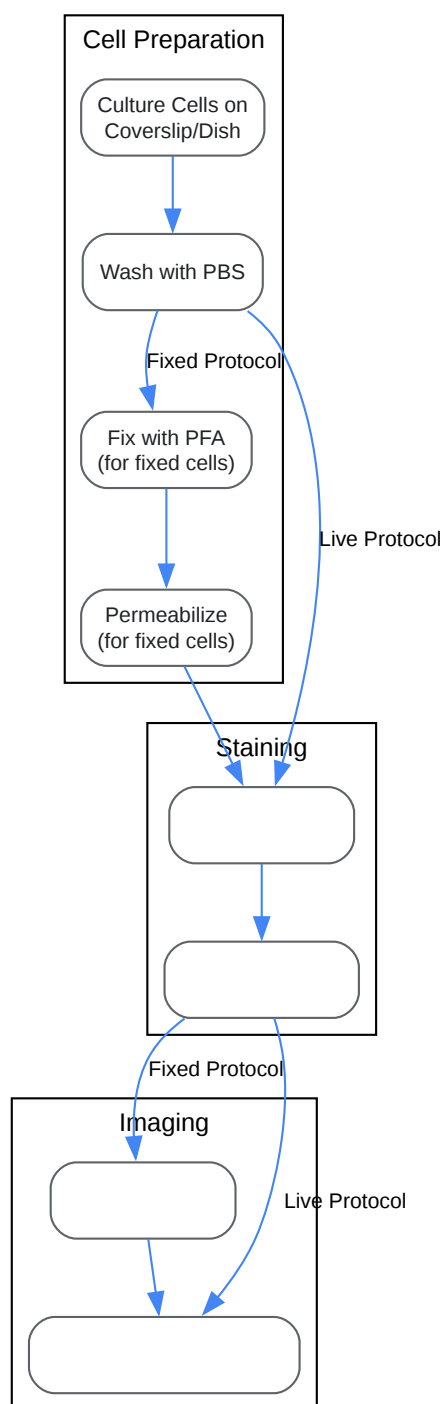 Cell Preparation
Culture Cells on
Coverslip/Dish
Wash with PBS
Fixed Protocol
Fix with PFA
(for fixed cells)
Live Protocol
Permeabilize
(for fixed cells)
Staining
Fixed Protocol
Imaging
Live Protocol